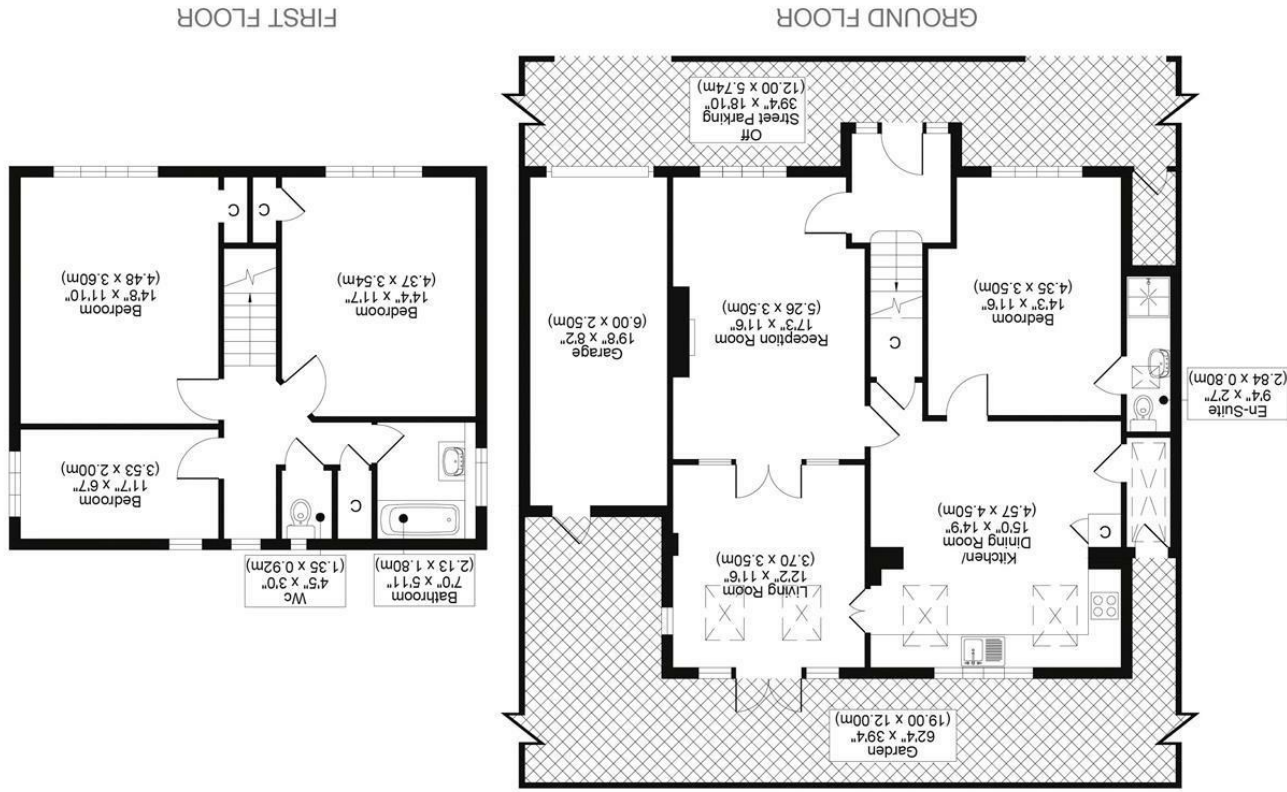 GROUND FLOOR
Garden
62'4" x 39'4"
(19.00 x 12.00m)
Living Room
12'2" x 11'6"
(3.70 x 3.50m)
Kitchen/
Dining Room
15'0" x 14'9"
(4.57 x 4.50m)
C
En-Suite
9'4" x 2'7"
(2.84 x 0.80m)
Bedroom
14'3" x 11'6"
(4.35 x 3.50m)
C
Reception Room
17'3" x 11'6"
(5.26 x 3.50m)
Garage
19'8" x 8'2"
(6.00 x 2.50m)
Off
Street Parking
39'4" x 18'10"
(12.00 x 5.74m)
FIRST FLOOR
Bathroom
7'0" x 5'11"
(2.13 x 1.80m)
Wc
4'5" x 3'0"
(1.35 x 0.92m)
C
Bedroom
11'7" x 6'7"
(3.53 x 2.00m)
Bedroom
14'4" x 11'7"
(4.37 x 3.54m)
Bedroom
14'8" x 11'10"
(4.48 x 3.60m)
C
C